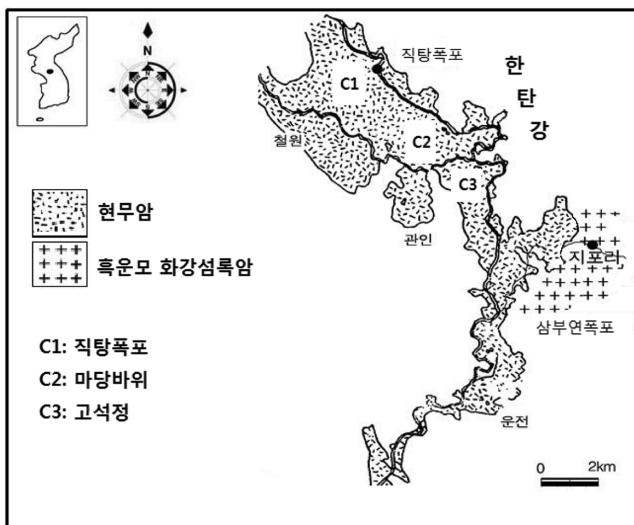 N
직탕폭포
한
탄
강
C1
C2
철원
C3
관인
현무암
흑운모 화강섬록암
지포리
삼부연폭포
C1: 직탕폭포
C2: 마당바위
C3: 고석정
운전
0 2km